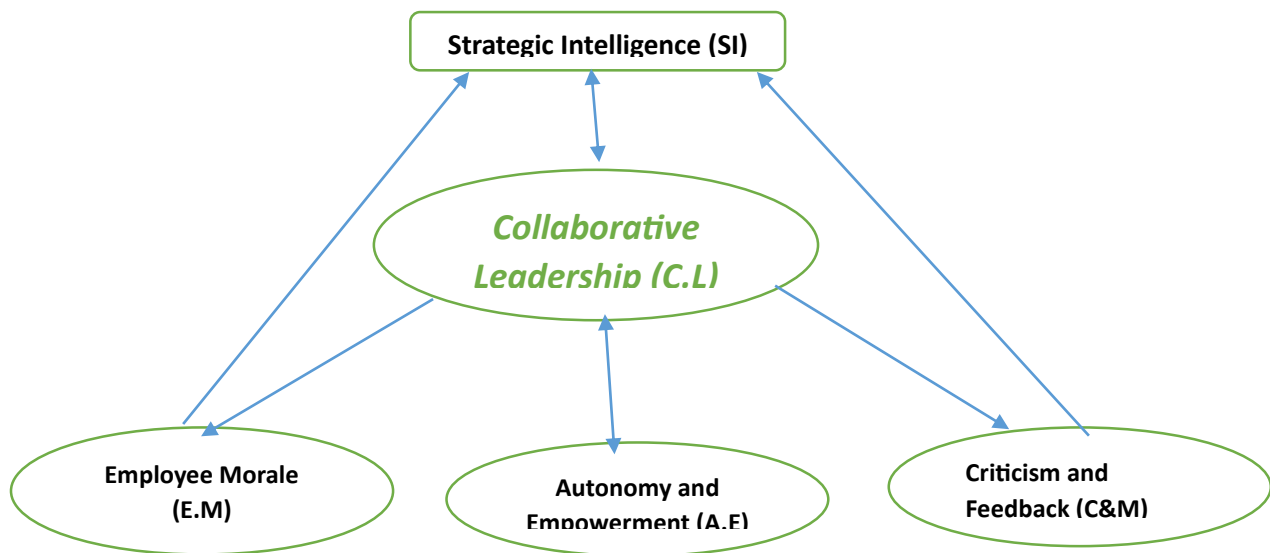 Strategic Intelligence (SI)
Collaborative
Leadership (C.L)
Employee Morale
(E.M)
Autonomy and
Empowerment (A.E)
Criticism and
Feedback (C&M)